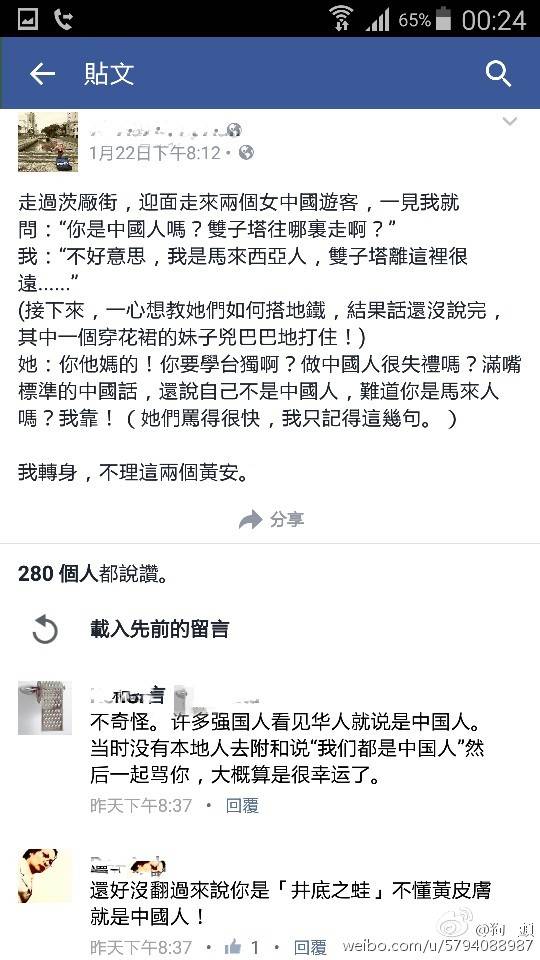 65% 00:24
貼文
1月22日下午8:12
走過茨厰街，迎面走來兩個女中國遊客，一見我就
問：“你是中國人嗎？雙子塔往哪裏走啊？”
我：“不好意思，我是馬來西亞人，雙子塔離這裡很
遠......”
(接下來，一心想教她們如何搭地鐵，結果話還沒說完，
其中一個穿花裙的妹子兇巴巴地打住！)
她：你他媽的！你要學台獨啊？做中國人很失禮嗎？滿嘴
標準的中國話，還說自己不是中國人，難道你是馬來人
嗎？我靠！（她們罵得很快，我只記得這幾句。）
我轉身，不理這兩個黃安。
分享
280 個人都說讚。
載入先前的留言
言
不奇怪。许多强国人看见华人就说是中国人。
当时没有本地人去附和说“我们都是中国人”然
后一起骂你，大概算是很幸运了。
昨天下午8:37 • 回覆
還好沒翻過來說你是「井底之蛙」不懂黃皮膚
就是中國人！
昨天下午8:37 • 1 • 回覆
weibo.com/u/5794088987